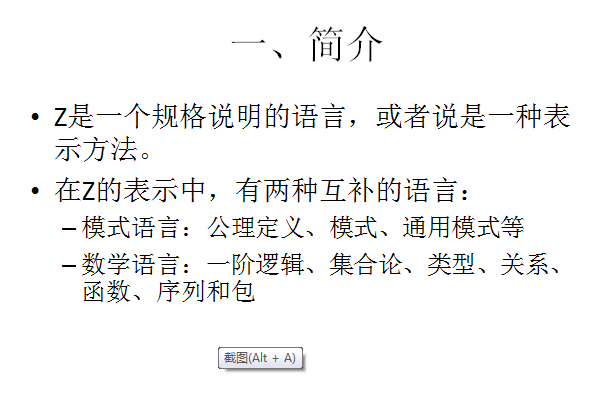 一、简介
• Z是一个规格说明的语言，或者说是一种表
示方法。
• 在Z的表示中，有两种互补的语言：
– 模式语言：公理定义、模式、通用模式等
– 数学语言：一阶逻辑、集合论、类型、关系、
函数、序列和包
截图(Alt + A)